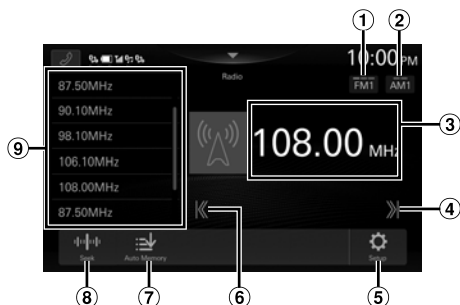 ① ②
10:00PM
Radio
FM1 AM1
87.50MHz
90.10MHz
98.10MHz
106.10MHz
108.00MHz
87.50MHz
108.00 MHz
③
⑨
④
Seek
Auto Memory
Setup
⑧ ⑦ ⑥ ⑤